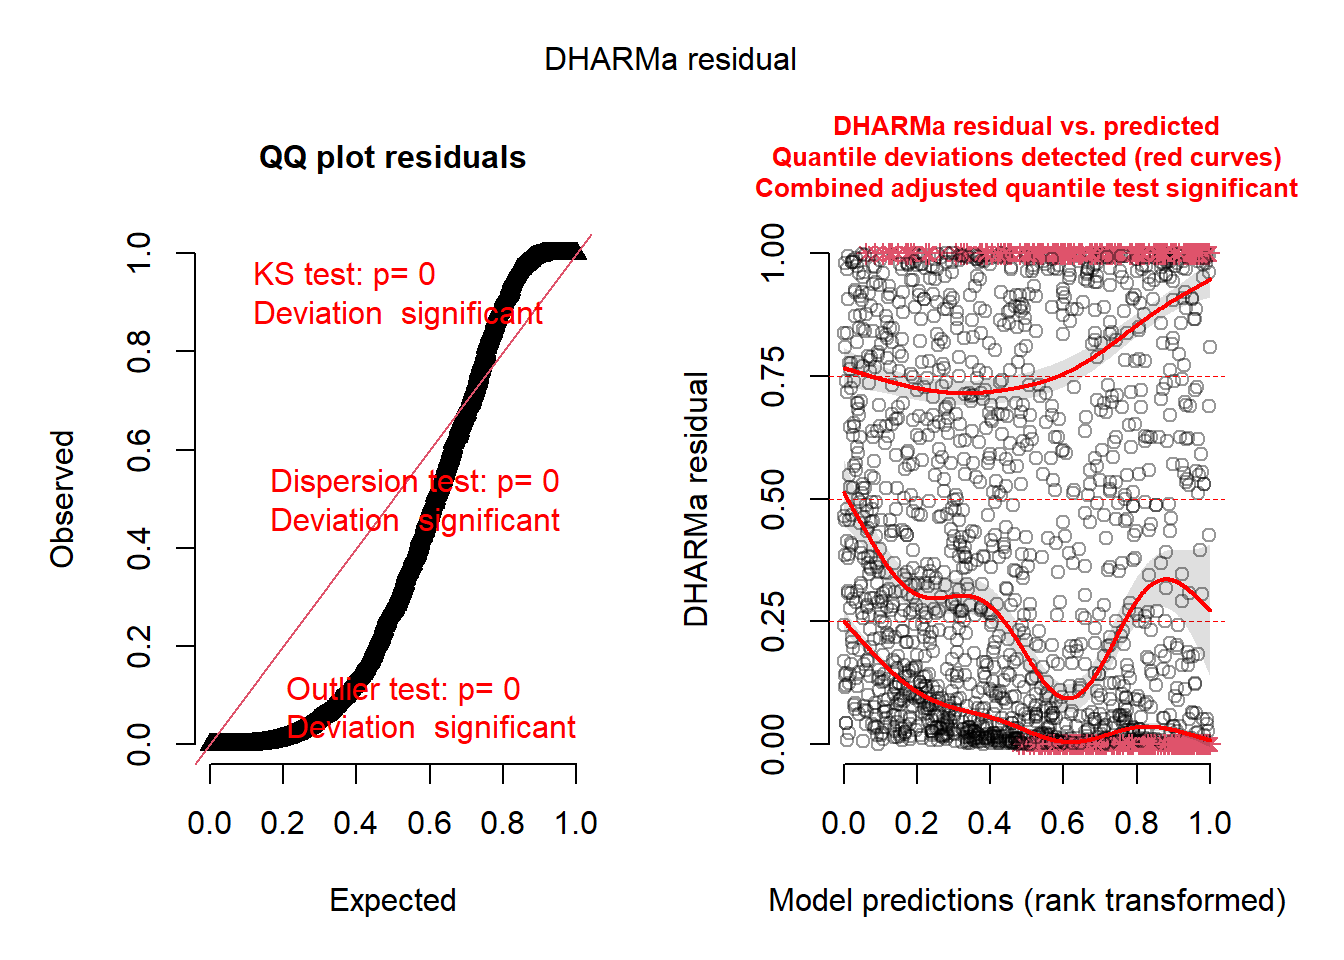 DHARMa residual
QQ plot residuals
KS test: p= 0
Deviation  significant
Dispersion test: p= 0
Deviation  significant
Outlier test: p= 0
Deviation  significant
Observed
0.0
0.2
0.4
0.6
0.8
1.0
0.0 0.2 0.4 0.6 0.8 1.0
Expected
DHARMa residual vs. predicted
Quantile deviations detected (red curves)
Combined adjusted quantile test significant
DHARMa residual
0.00
0.25
0.50
0.75
1.00
0.0 0.2 0.4 0.6 0.8 1.0
Model predictions (rank transformed)